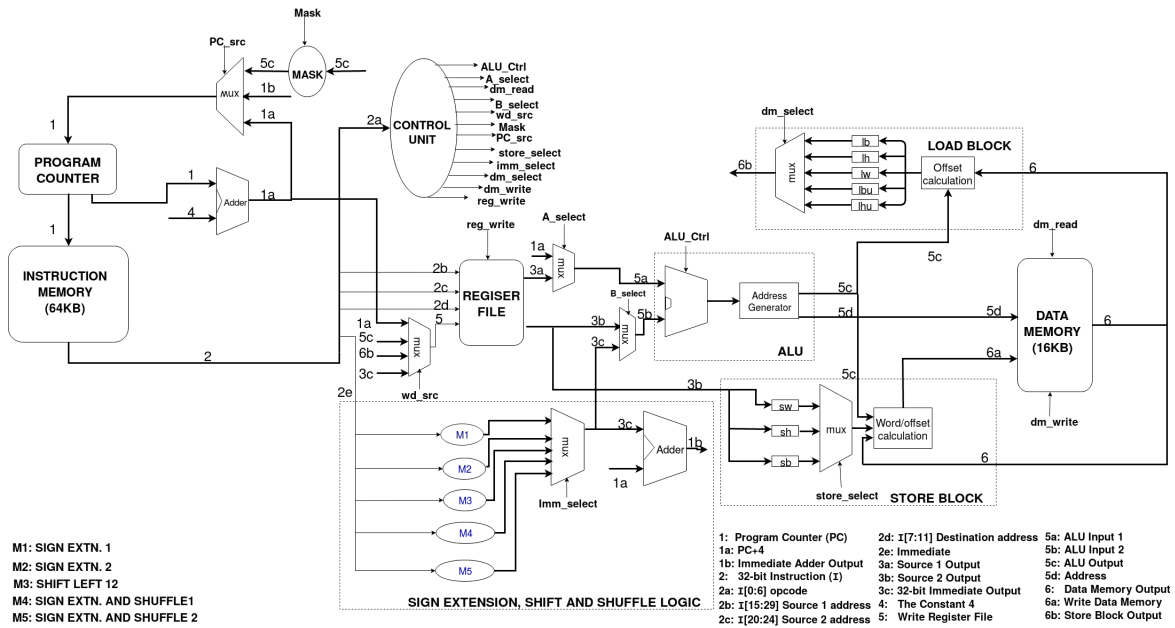 Mask
PC_src
5c
MASK
5c
mux
1b
1a
1
PROGRAM
COUNTER
1
4
Adder
1a
1
INSTRUCTION
MEMORY
(64KB)
2
2a
CONTROL
UNIT
ALU_Ctrl
A_select
dm_read
B_select
wd_src
Mask
PC_src
store_select
imm_select
dm_select
dm_write
reg_write
dm_select
6b
mux
lb
lh
lw
lbu
lhu
LOAD BLOCK
Offset
calculation
6
5c
reg_write
2b
2c
2d
5
REGISER
FILE
1a
5c
6b
3c
mux
wd_src
2e
A_select
1a
3a
mux
B_select
3b
3c
mux
ALU_Ctrl
5a
5b
Address
Generator
ALU
5c
5d
5d
dm_read
DATA
MEMORY
(16KB)
6
6a
dm_write
3b
5c
sw
sh
sb
mux
Word/offset
calculation
6
store_select
STORE BLOCK
M1
M2
M3
M4
M5
mux
Imm_select
3c
1a
Adder
1b
SIGN EXTENSION, SHIFT AND SHUFFLE LOGIC
M1: SIGN EXTN. 1
M2: SIGN EXTN. 2
M3: SHIFT LEFT 12
M4: SIGN EXTN. AND SHUFFLE1
M5: SIGN EXTN. AND SHUFFLE 2
1: Program Counter (PC)
1a: PC+4
1b: Immediate Adder Output
2: 32-bit Instruction (I)
2a: I[0:6] opcode
2b: I[15:29] Source 1 address
2c: I[20:24] Source 2 address
2d: I[7:11] Destination address
2e: Immediate
3a: Source 1 Output
3b: Source 2 Output
3c: 32-bit Immediate Output
4: The Constant 4
5: Write Register File
5a: ALU Input 1
5b: ALU Input 2
5c: ALU Output
5d: Address
6: Data Memory Output
6a: Write Data Memory
6b: Store Block Output